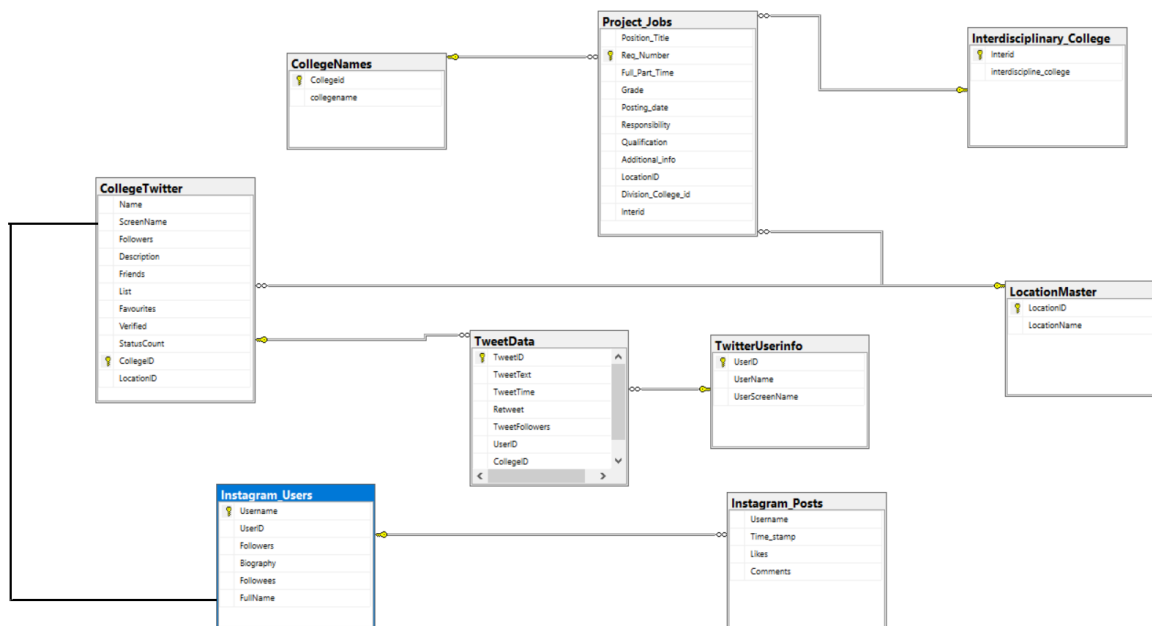 Project_Jobs
Position_Title
Req_Number
Full_Part_Time
Grade
Posting_date
Responsibility
Qualification
Additional_info
LocationID
Division_College_id
Interid
Interdisciplinary_College
Interid
interdiscipline_college
CollegeNames
Collegeid
collegename
CollegeTwitter
Name
ScreenName
Followers
Description
Friends
List
Favourites
Verified
StatusCount
CollegeID
LocationID
LocationMaster
LocationID
LocationName
TweetData
TweetID
TweetText
TweetTime
Retweet
TweetFollowers
UserID
CollegeID
TwitterUserinfo
UserID
UserName
UserScreenName
Instagram_Users
Username
UserID
Followers
Biography
Followees
FullName
Instagram_Posts
Username
Time_stamp
Likes
Comments